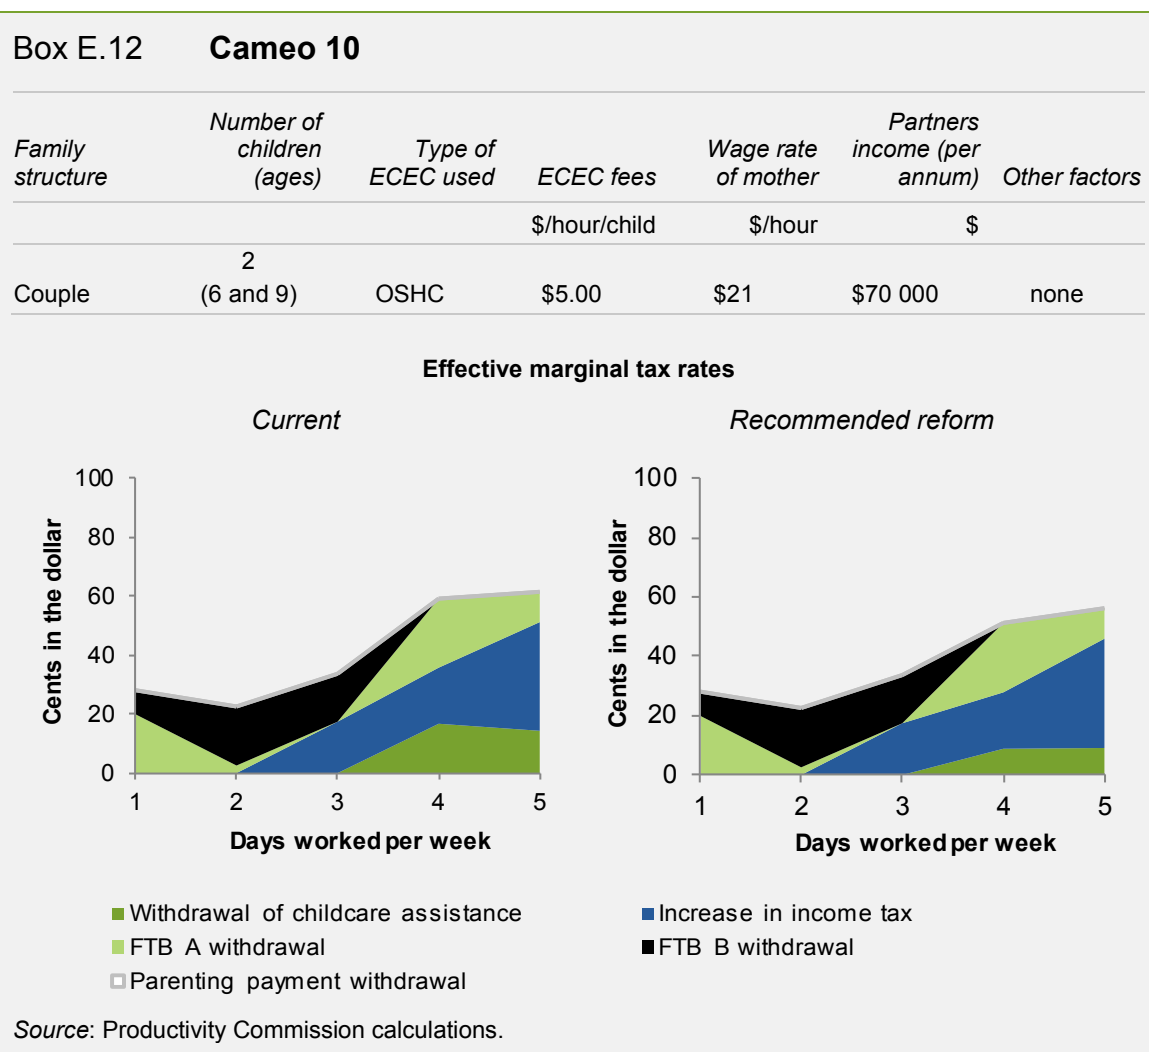 Box E.12 Cameo 10
Family structure
Number of children (ages)
Type of ECEC used
ECEC fees
Wage rate of mother
Partners income (per annum)
Other factors
$/hour/child $/hour $
Couple
2 (6 and 9)
OSHC $5.00 $21 $70 000 none
Effective marginal tax rates
Current
Cents in the dollar
100
80
60
40
20
0
1 2 3 4 5
Days worked per week
Recommended reform
Cents in the dollar
100
80
60
40
20
0
1 2 3 4 5
Days worked per week
Withdrawal of childcare assistance
Increase in income tax
FTB A withdrawal
FTB B withdrawal
Parenting payment withdrawal
Source: Productivity Commission calculations.